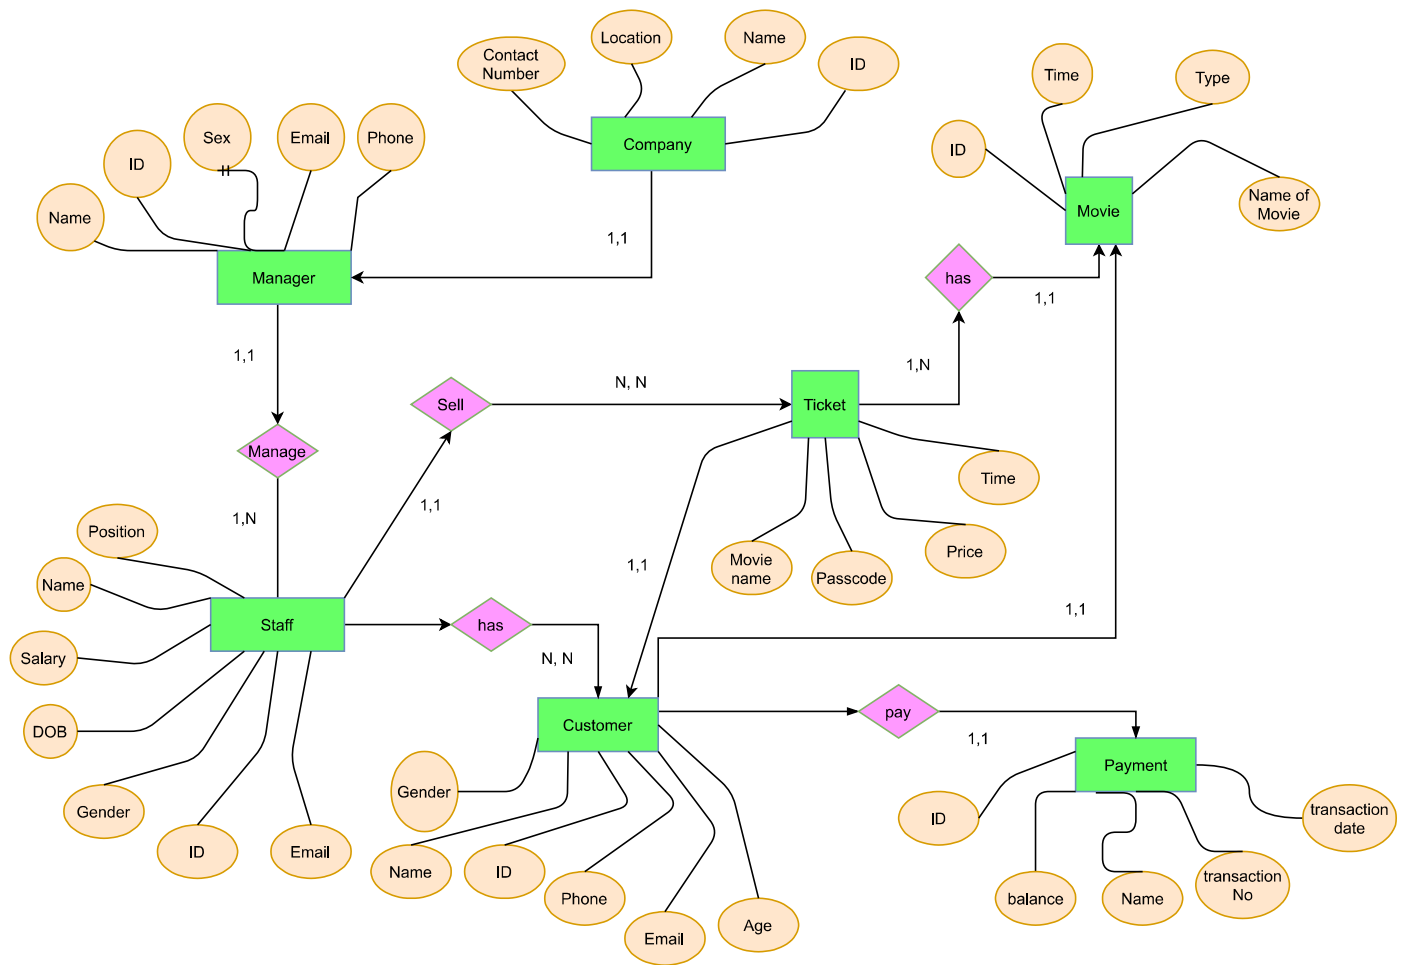 Contact
Number
Location
Name
ID
Company
Time
Type
ID
Name of
Movie
Movie
Name
ID
Sex
Email
Phone
Manager
1,1
has
1,1
1,1
Manage
Sell
N, N
Ticket
1,N
1,N
1,1
Time
Movie
name
Passcode
Price
Position
Name
Salary
DOB
Gender
ID
Email
Staff
has
N, N
1,1
1,1
Customer
pay
1,1
Payment
Gender
Name
ID
Phone
Email
Age
ID
balance
Name
transaction
No
transaction
date